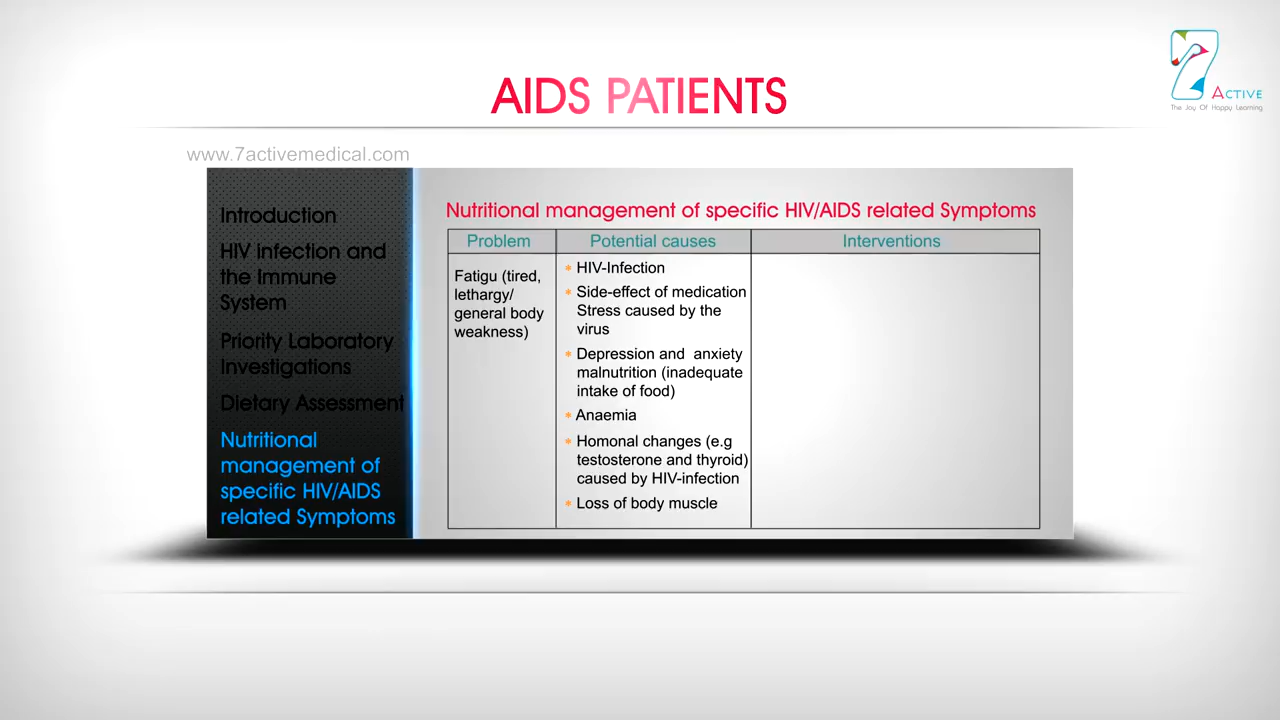 AIDS PATIENTS
7
ACTIVE
The Joy Of Happy Learning
www.7activemedical.com
Introduction
HIV infection and
the Immune
System
Priority Laboratory
Investigations
Dietary Assessment
Nutritional
management of
specific HIV/AIDS
related Symptoms
Nutritional management of specific HIV/AIDS related Symptoms
Problem
Potential causes
Interventions
Fatigu (tired,
lethargy/
general body
weakness)
* HIV-Infection
* Side-effect of medication
Stress caused by the
virus
* Depression and anxiety
malnutrition (inadequate
intake of food)
* Anaemia
* Homonal changes (e.g
testosterone and thyroid)
caused by HIV-infection
* Loss of body muscle